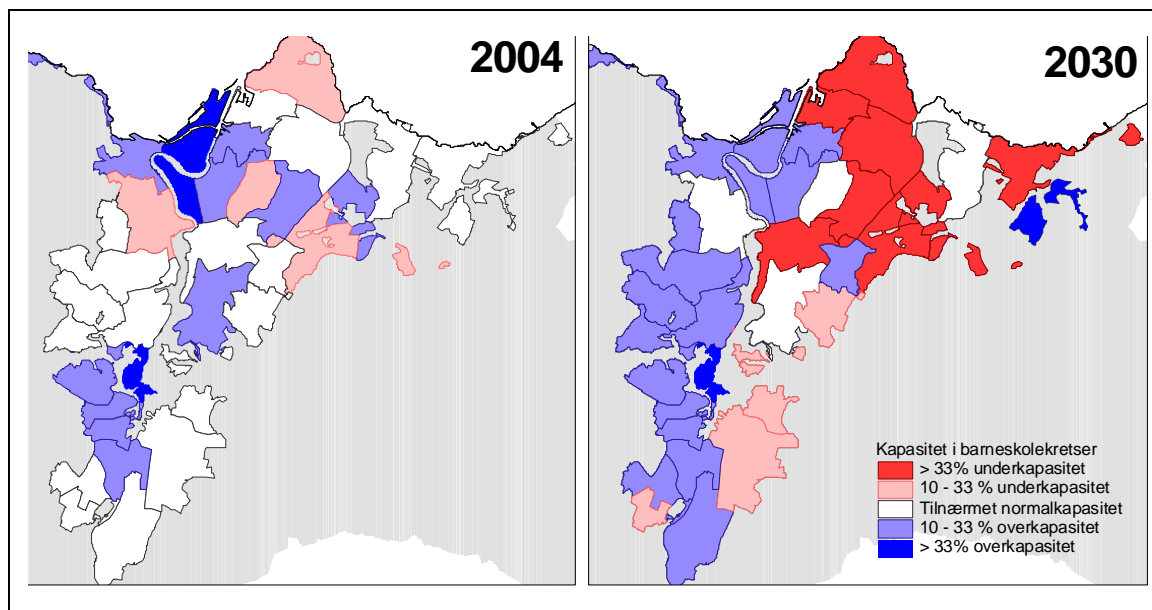 2004
2030
Kapasitet i barneskolekretser
> 33% underkapasitet
10 - 33 % underkapasitet
Tilnærmet normalkapasitet
10 - 33 % overkapasitet
> 33% overkapasitet